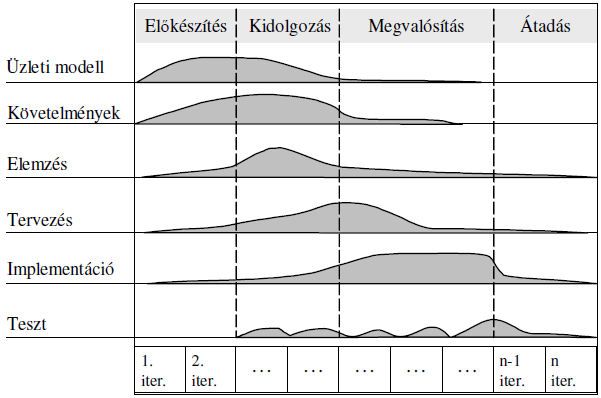 Előkészítés Kidolgozás Megvalósítás Átadás
Üzleti modell
Követelmények
Elemzés
Tervezés
Implementáció
Teszt
1. 2. ... ... ... ... ... n-1 n
iter. iter. iter. iter.